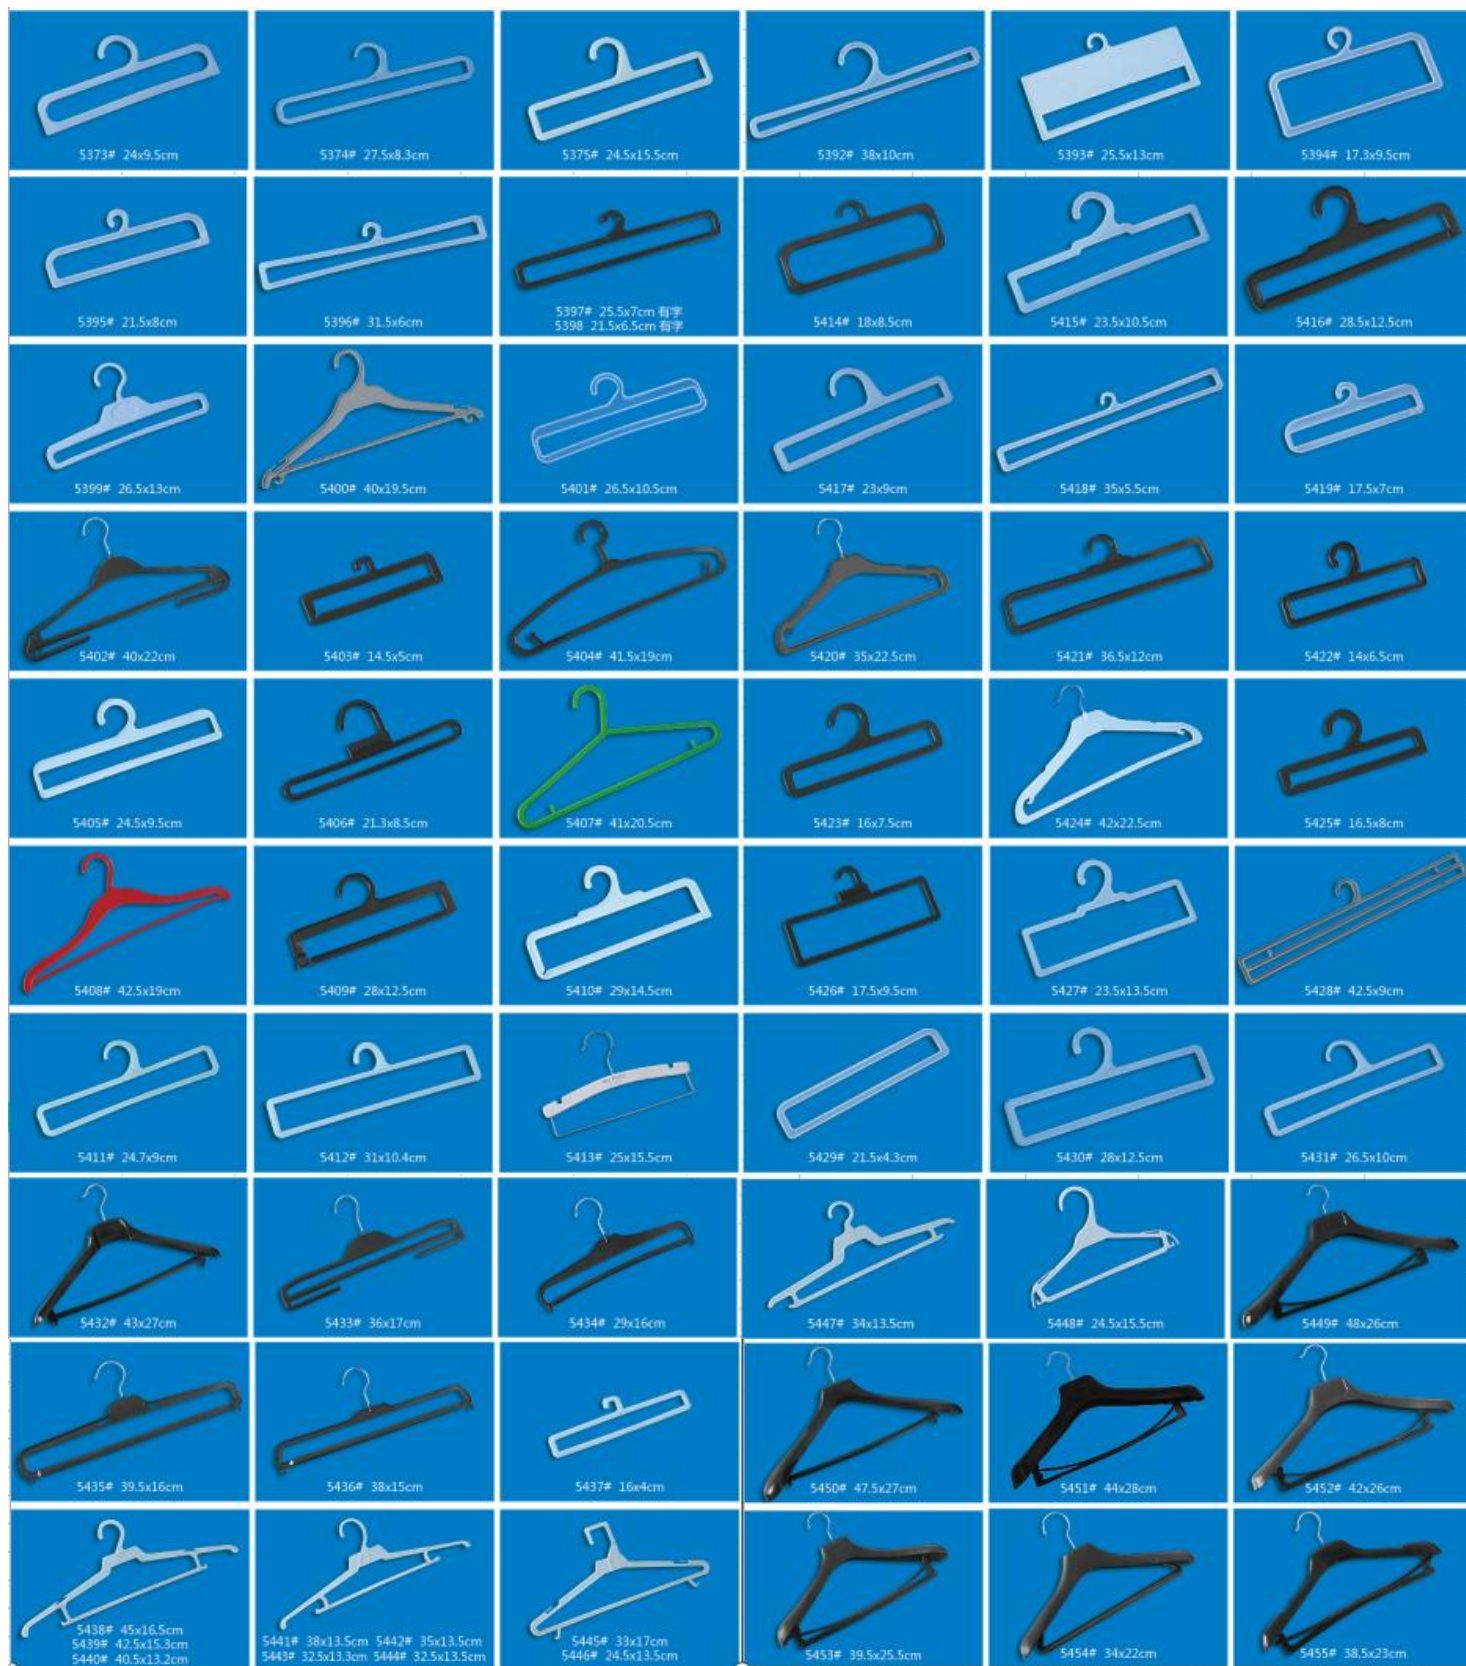 5373# 24x9.5cm
5374# 27.5x8.3cm
5375# 24.5x15.5cm
5392# 38x10cm
5393# 25.5x13cm
5394# 17.3x9.5cm
5395# 21.5x8cm
5396# 31.5x6cm
5397# 25.5x7cm 有字
5398 21.5x6.5cm 有字
5414# 18x8.5cm
5415# 23.5x10.5cm
5416# 28.5x12.5cm
5399# 26.5x13cm
5400# 40x19.5cm
5401# 26.5x10.5cm
5417# 23x9cm
5418# 35x5.5cm
5419# 17.5x7cm
5402# 40x22cm
5403# 14.5x5cm
5404# 41.5x19cm
5420# 35x22.5cm
5421# 36.5x12cm
5422# 14x6.5cm
5405# 24.5x9.5cm
5406# 21.3x8.5cm
5407# 41x20.5cm
5423# 16x7.5cm
5424# 42x22.5cm
5425# 16.5x8cm
5408# 42.5x19cm
5409# 28x12.5cm
5410# 29x14.5cm
5426# 17.5x9.5cm
5427# 23.5x13.5cm
5428# 42.5x9cm
5411# 24.7x9cm
5412# 31x10.4cm
5413# 25x15.5cm
5429# 21.5x4.3cm
5430# 28x12.5cm
5431# 26.5x10cm
5432# 43x27cm
5433# 36x17cm
5434# 29x16cm
5447# 34x13.5cm
5448# 24.5x15.5cm
5449# 48x26cm
5435# 39.5x16cm
5436# 38x15cm
5437# 16x4cm
5450# 47.5x27cm
5451# 44x28cm
5452# 42x26cm
5438# 45x16.5cm
5439# 42.5x15.3cm
5440# 40.5x13.2cm
5441# 38x13.5cm 5442# 35x13.5cm
5443# 32.5x13.3cm 5444# 32.5x13.5cm
5445# 33x17cm
5446# 24.5x13.5cm
5453# 39.5x25.5cm
5454# 34x22cm
5455# 38.5x23cm